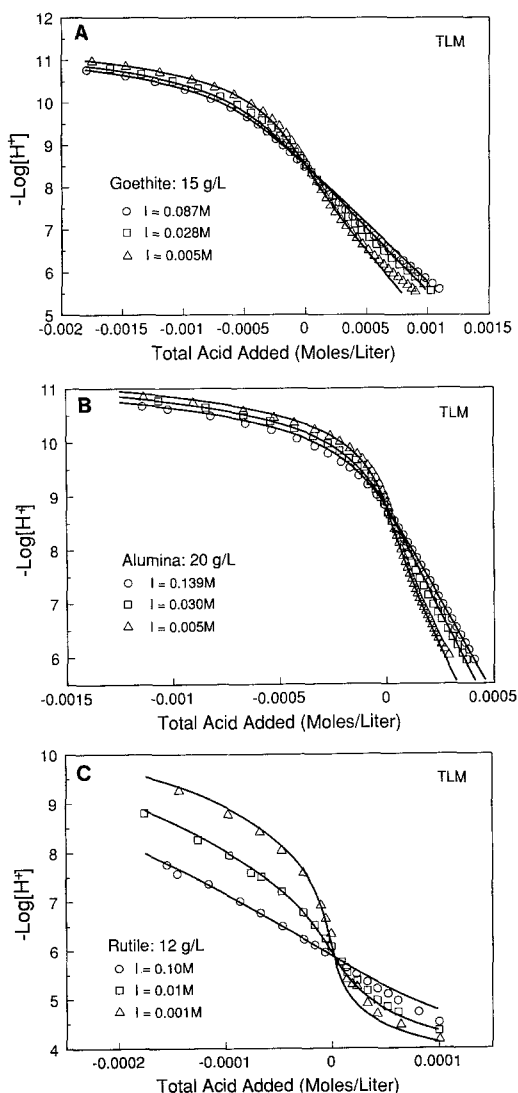 A
TLM
12
11
10
9
8
7
6
5
-Log[H+]
Goethite: 15 g/L
○ I = 0.087M
□ I = 0.028M
△ I = 0.005M
-0.002 -0.0015 -0.001 -0.0005 0 0.0005 0.001 0.0015
Total Acid Added (Moles/Liter)
B
TLM
11
10
9
8
7
6
-Log[H+]
Alumina: 20 g/L
○ I = 0.139M
□ I = 0.030M
△ I = 0.005M
-0.0015 -0.001 -0.0005 0 0.0005
Total Acid Added (Moles/Liter)
C
TLM
10
9
8
7
6
5
4
-Log[H+]
Rutile: 12 g/L
○ I = 0.10M
□ I = 0.01M
△ I = 0.001M
-0.0002 -0.0001 0 0.0001
Total Acid Added (Moles/Liter)